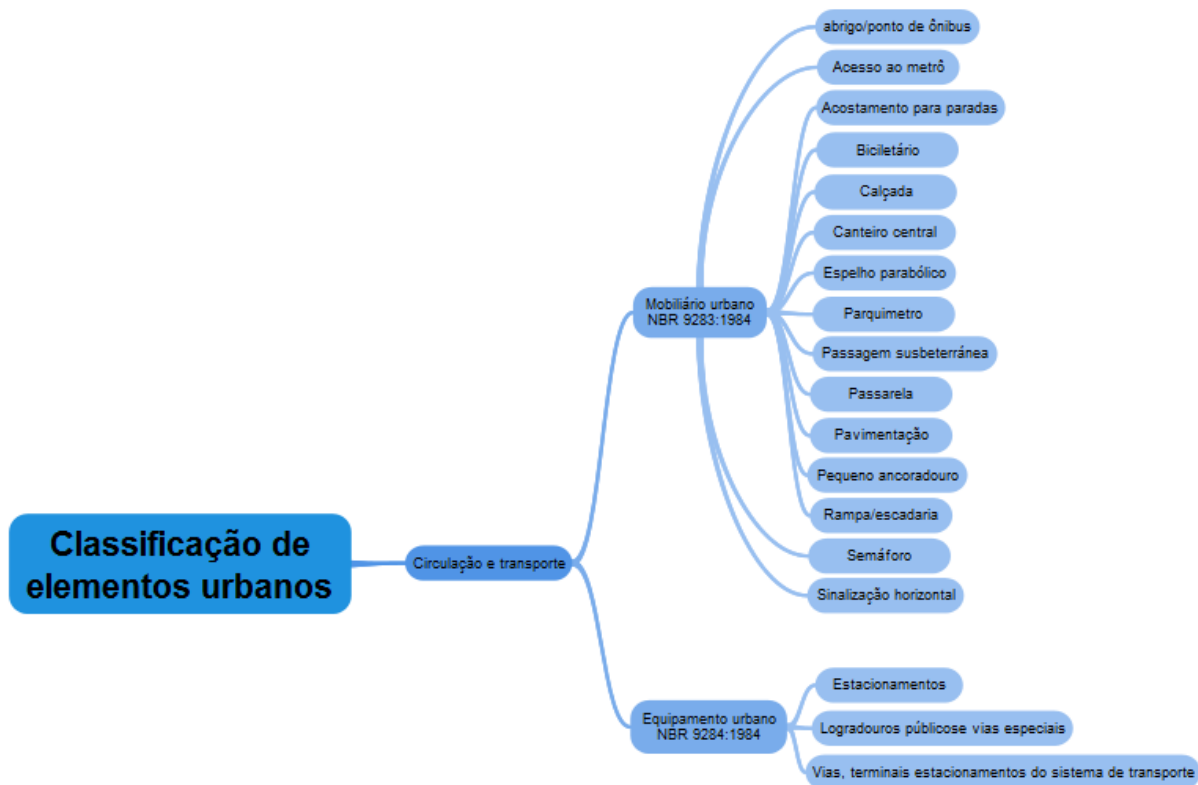 abrigo/ponto de ônibus
Acesso ao metrô
Acostamento para paradas
Biciletário
Calçada
Canteiro central
Espelho parabólico
Mobiliário urbano
NBR 9283:1984
Parquimetro
Passagem susbeterránea
Passarela
Pavimentação
Pequeno ancoradouro
Rampa/escadaria
Classificação de
elementos urbanos
Circulação e transporte
Semáforo
Sinalização horizontal
Estacionamentos
Equipamento urbano
NBR 9284:1984
Logradouros públicose vias especiais
Vias, terminais estacionamentos do sistema de transporte